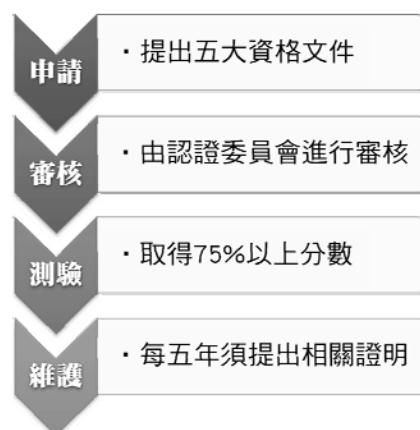 申請
・提出五大資格文件
審核
・由認證委員會進行審核
測驗
・取得75%以上分數
維護
・每五年須提出相關證明